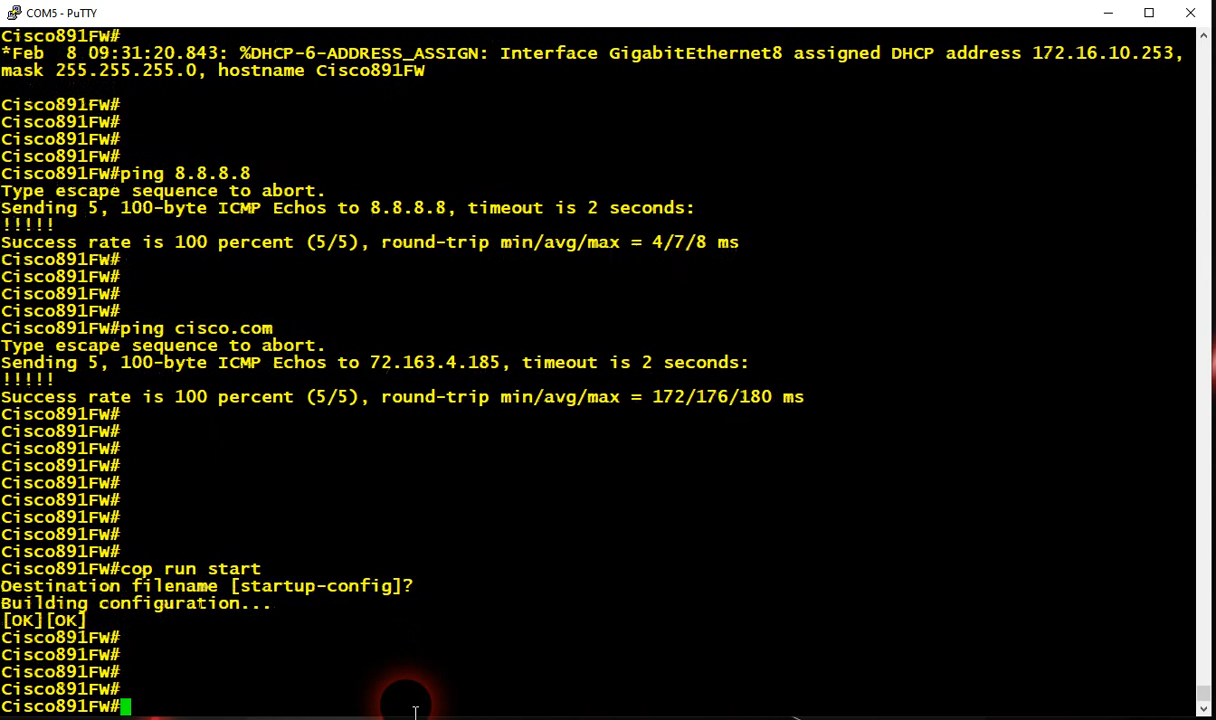 COM5 - PuTTY
Cisco891FW#
*Feb  8 09:31:20.843: %DHCP-6-ADDRESS_ASSIGN: Interface GigabitEthernet8 assigned DHCP address 172.16.10.253,
mask 255.255.255.0, hostname Cisco891FW
Cisco891FW#
Cisco891FW#
Cisco891FW#
Cisco891FW#
Cisco891FW#ping 8.8.8.8
Type escape sequence to abort.
Sending 5, 100-byte ICMP Echos to 8.8.8.8, timeout is 2 seconds:
!!!!!
Success rate is 100 percent (5/5), round-trip min/avg/max = 4/7/8 ms
Cisco891FW#
Cisco891FW#
Cisco891FW#
Cisco891FW#
Cisco891FW#ping cisco.com
Type escape sequence to abort.
Sending 5, 100-byte ICMP Echos to 72.163.4.185, timeout is 2 seconds:
!!!!!
Success rate is 100 percent (5/5), round-trip min/avg/max = 172/176/180 ms
Cisco891FW#
Cisco891FW#
Cisco891FW#
Cisco891FW#
Cisco891FW#
Cisco891FW#
Cisco891FW#
Cisco891FW#
Cisco891FW#
Cisco891FW#cop run start
Destination filename [startup-config]?
Building configuration...
[OK][OK]
Cisco891FW#
Cisco891FW#
Cisco891FW#
Cisco891FW#
Cisco891FW#